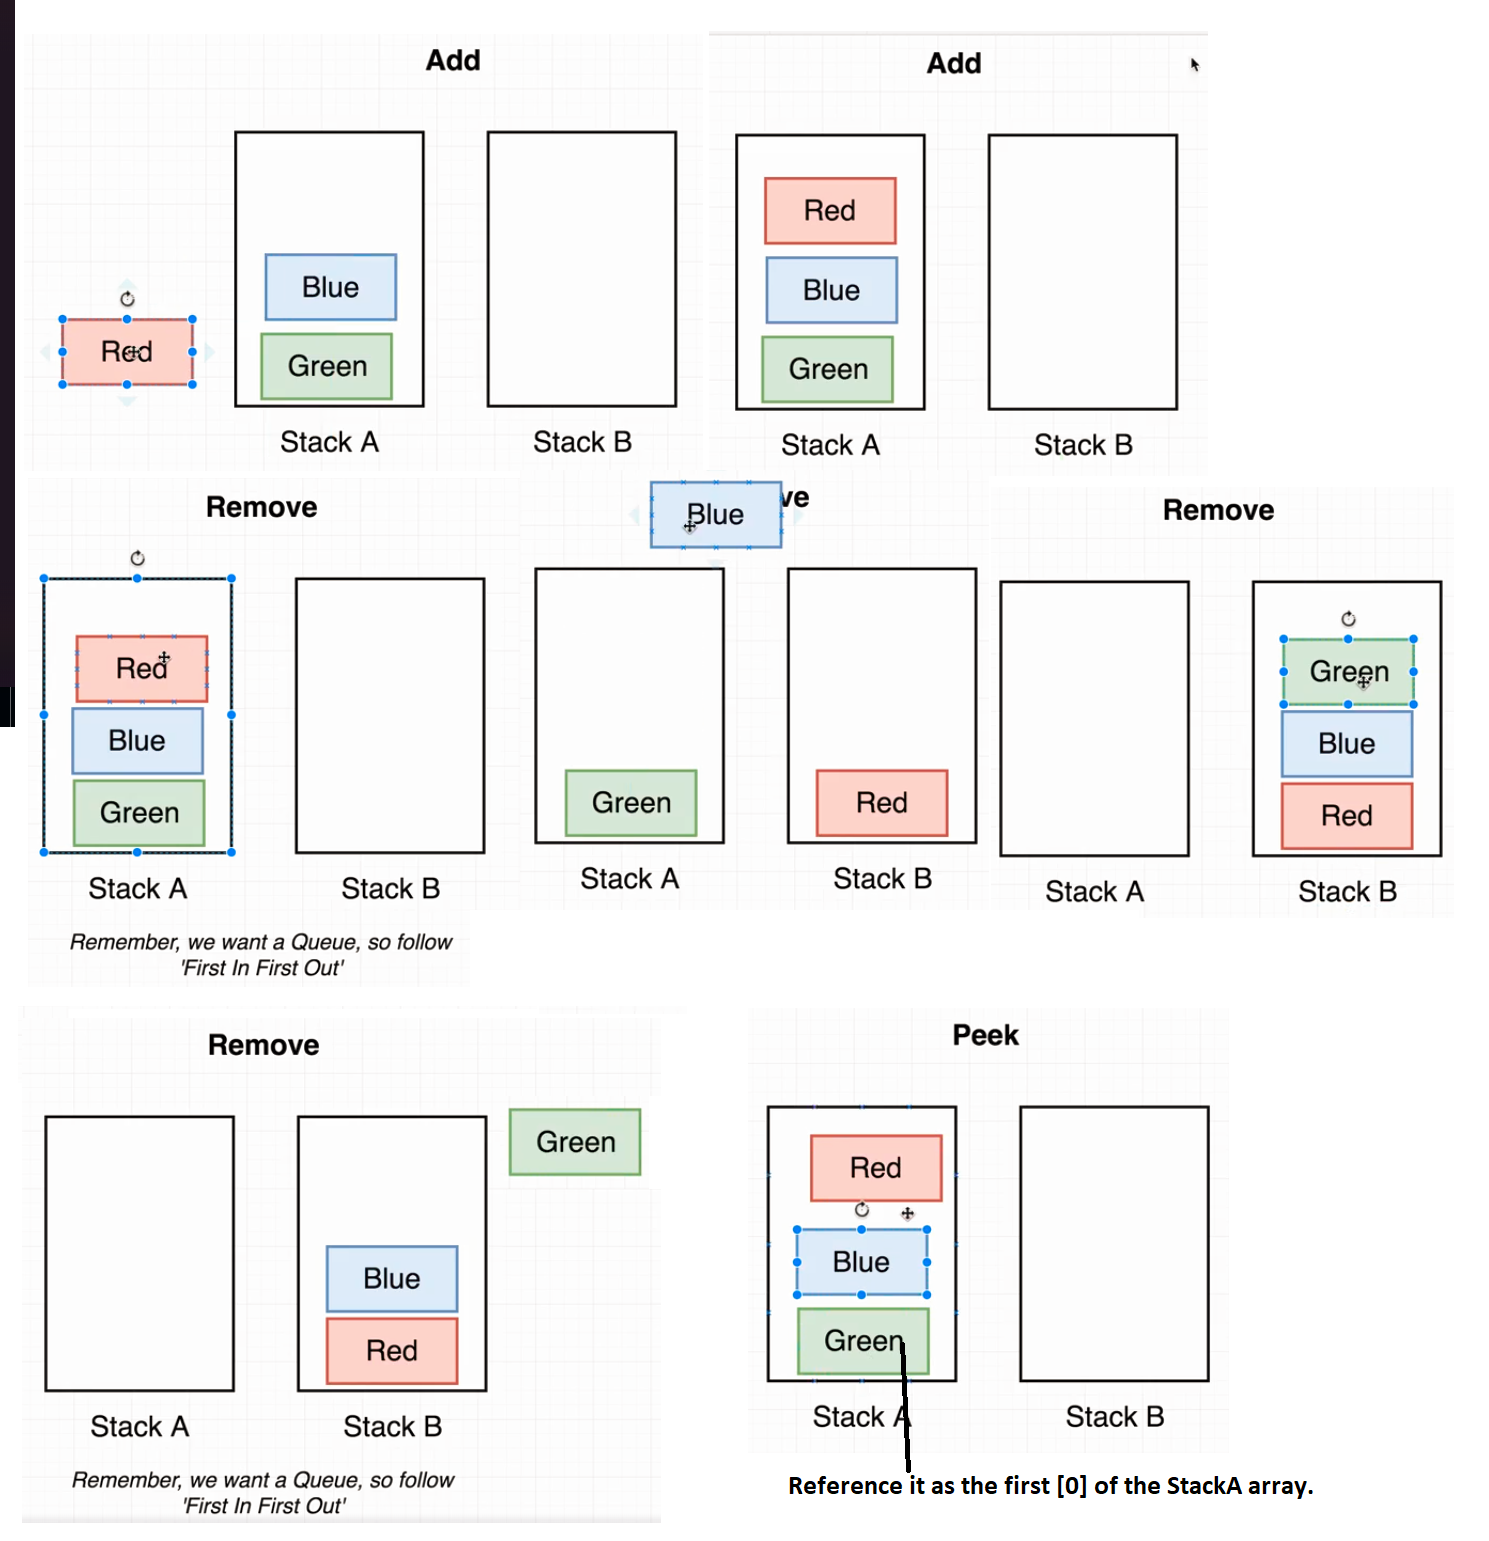 Add
Red
Blue
Green
Stack A
Stack B
Add
Red
Blue
Green
Stack A
Stack B
Remove
Red
Blue
Green
Stack A
Stack B
Remember, we want a Queue, so follow
'First In First Out'
Blue
ve
Green
Red
Stack A
Stack B
Remove
Green
Blue
Red
Stack A
Stack B
Remove
Green
Blue
Red
Stack A
Stack B
Remember, we want a Queue, so follow
'First In First Out'
Peek
Red
Blue
Green
Stack A
Stack B
Reference it as the first [0] of the StackA array.